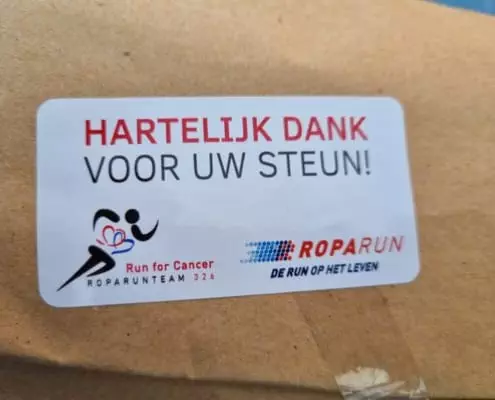 HARTELIJK DANK
VOOR UW STEUN!
Run for Cancer
ROPARUNTEAM 326
ROPARUN
DE RUN OP HET LEVEN